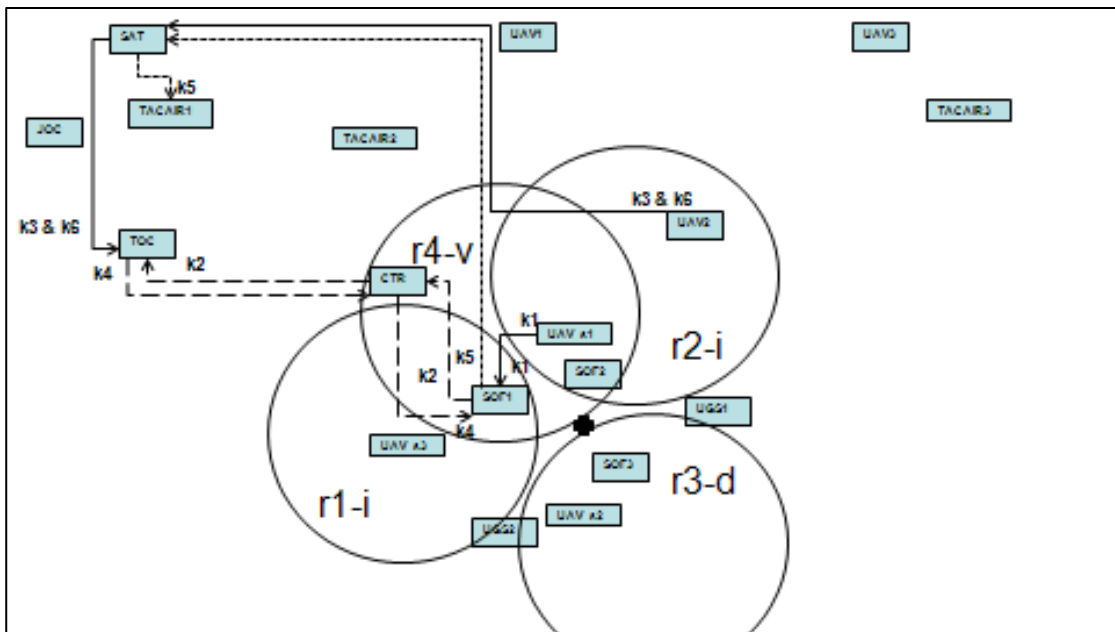 SAT
UAV1
UAV3
k5
TACAIR1
TACAIR3
JOC
TACAIR2
k3 & k6
UAV2
k3 & k6
TOC
k2
r4-v
k4
CTR
k1
UAV a1
r2-i
k5
k2
k1
SOF2
SOF1
UGS1
k4
UAV a3
SOF3
r3-d
r1-i
UAV a2
UGS2